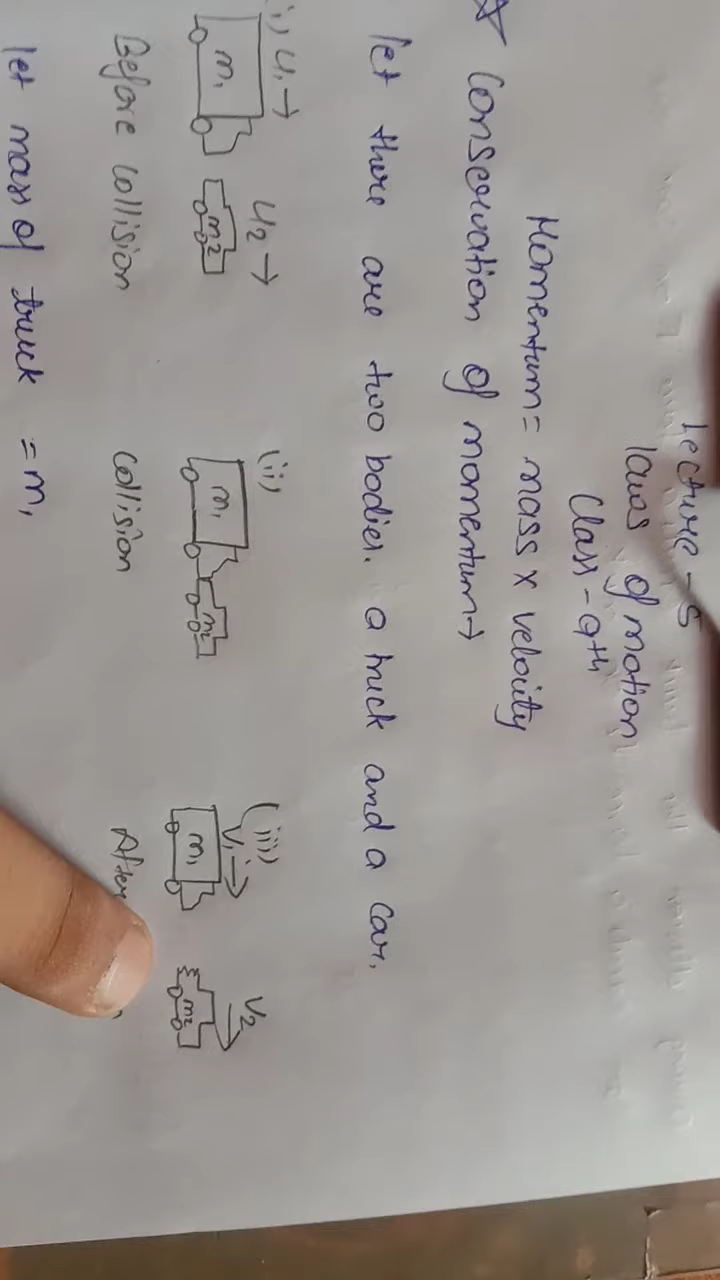 Lecture - 5
laws of motion
Class - 9th
Momentum = mass x velocity
Conservation of momentum →
let there are two bodies. a truck and a car.
(i) U₁ → U₂ → (ii) (iii) V₁ → V₂
m₁ m₂ m₁ m₂ m₁ m₂
Before collision collision After
let mass of truck = m₁